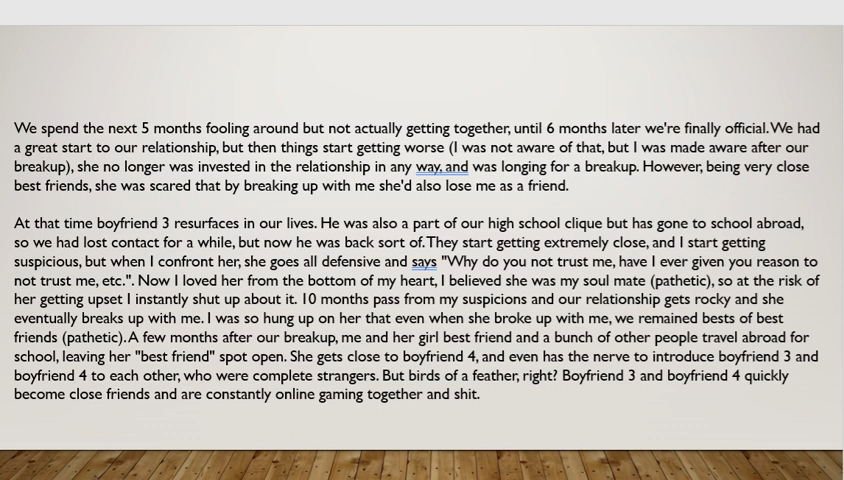 We spend the next 5 months fooling around but not actually getting together, until 6 months later we're finally official. We had
a great start to our relationship, but then things start getting worse (I was not aware of that, but I was made aware after our
breakup), she no longer was invested in the relationship in any way, and was longing for a breakup. However, being very close
best friends, she was scared that by breaking up with me she'd also lose me as a friend.
At that time boyfriend 3 resurfaces in our lives. He was also a part of our high school clique but has gone to school abroad,
so we had lost contact for a while, but now he was back sort of. They start getting extremely close, and I start getting
suspicious, but when I confront her, she goes all defensive and says "Why do you not trust me, have I ever given you reason to
not trust me, etc.". Now I loved her from the bottom of my heart, I believed she was my soul mate (pathetic), so at the risk of
her getting upset I instantly shut up about it. 10 months pass from my suspicions and our relationship gets rocky and she
eventually breaks up with me. I was so hung up on her that even when she broke up with me, we remained bests of best
friends (pathetic). A few months after our breakup, me and her girl best friend and a bunch of other people travel abroad for
school, leaving her "best friend" spot open. She gets close to boyfriend 4, and even has the nerve to introduce boyfriend 3 and
boyfriend 4 to each other, who were complete strangers. But birds of a feather, right? Boyfriend 3 and boyfriend 4 quickly
become close friends and are constantly online gaming together and shit.